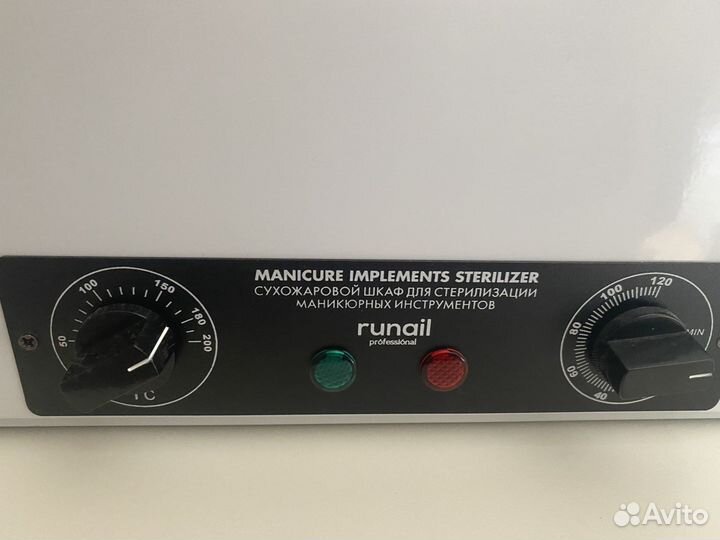 MANICURE IMPLEMENTS STERILIZER
СУХОЖАРОВОЙ ШКАФ ДЛЯ СТЕРИЛИЗАЦИИ
МАНИКЮРНЫХ ИНСТРУМЕНТОВ
runail
professional
50
100
150
180
200
°C
40
60
80
100
120
MIN
Avito